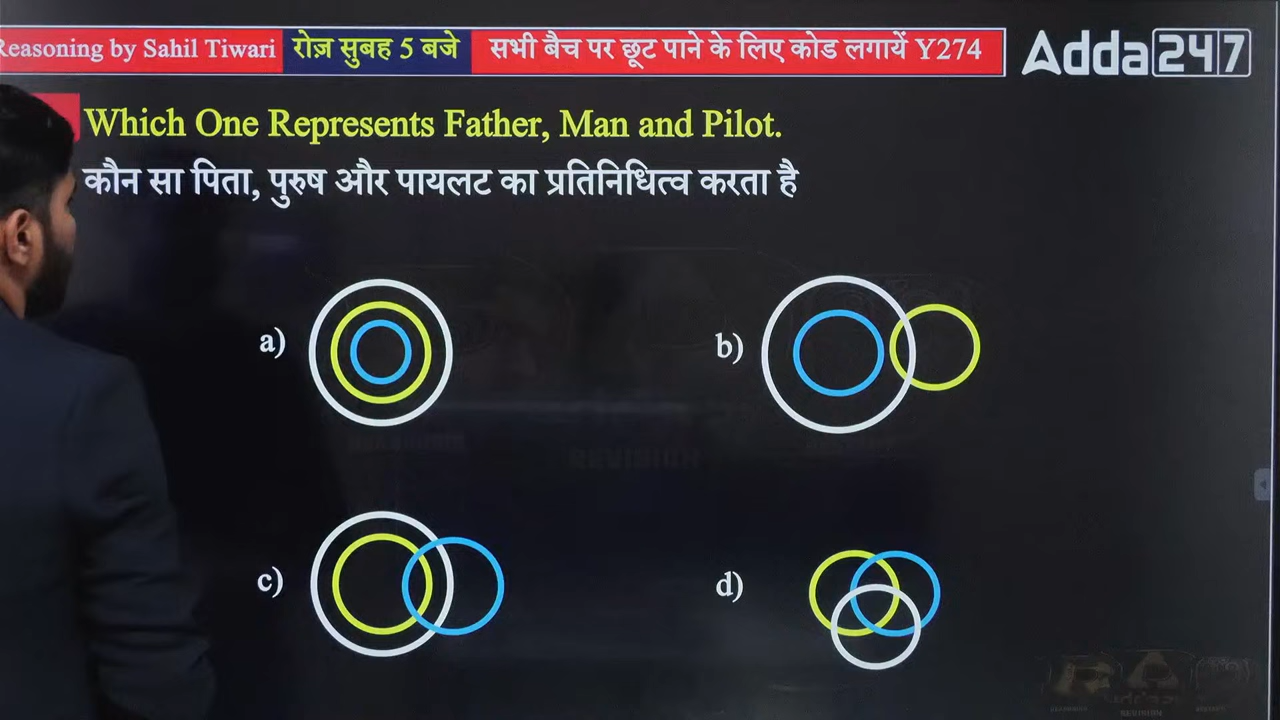 Reasoning by Sahil Tiwari रोज़ सुबह 5 बजे सभी बैच पर छूट पाने के लिए कोड लगायें Y274 Adda247
Which One Represents Father, Man and Pilot.
कौन सा पिता, पुरुष और पायलट का प्रतिनिधित्व करता है
a) b)
c) d)